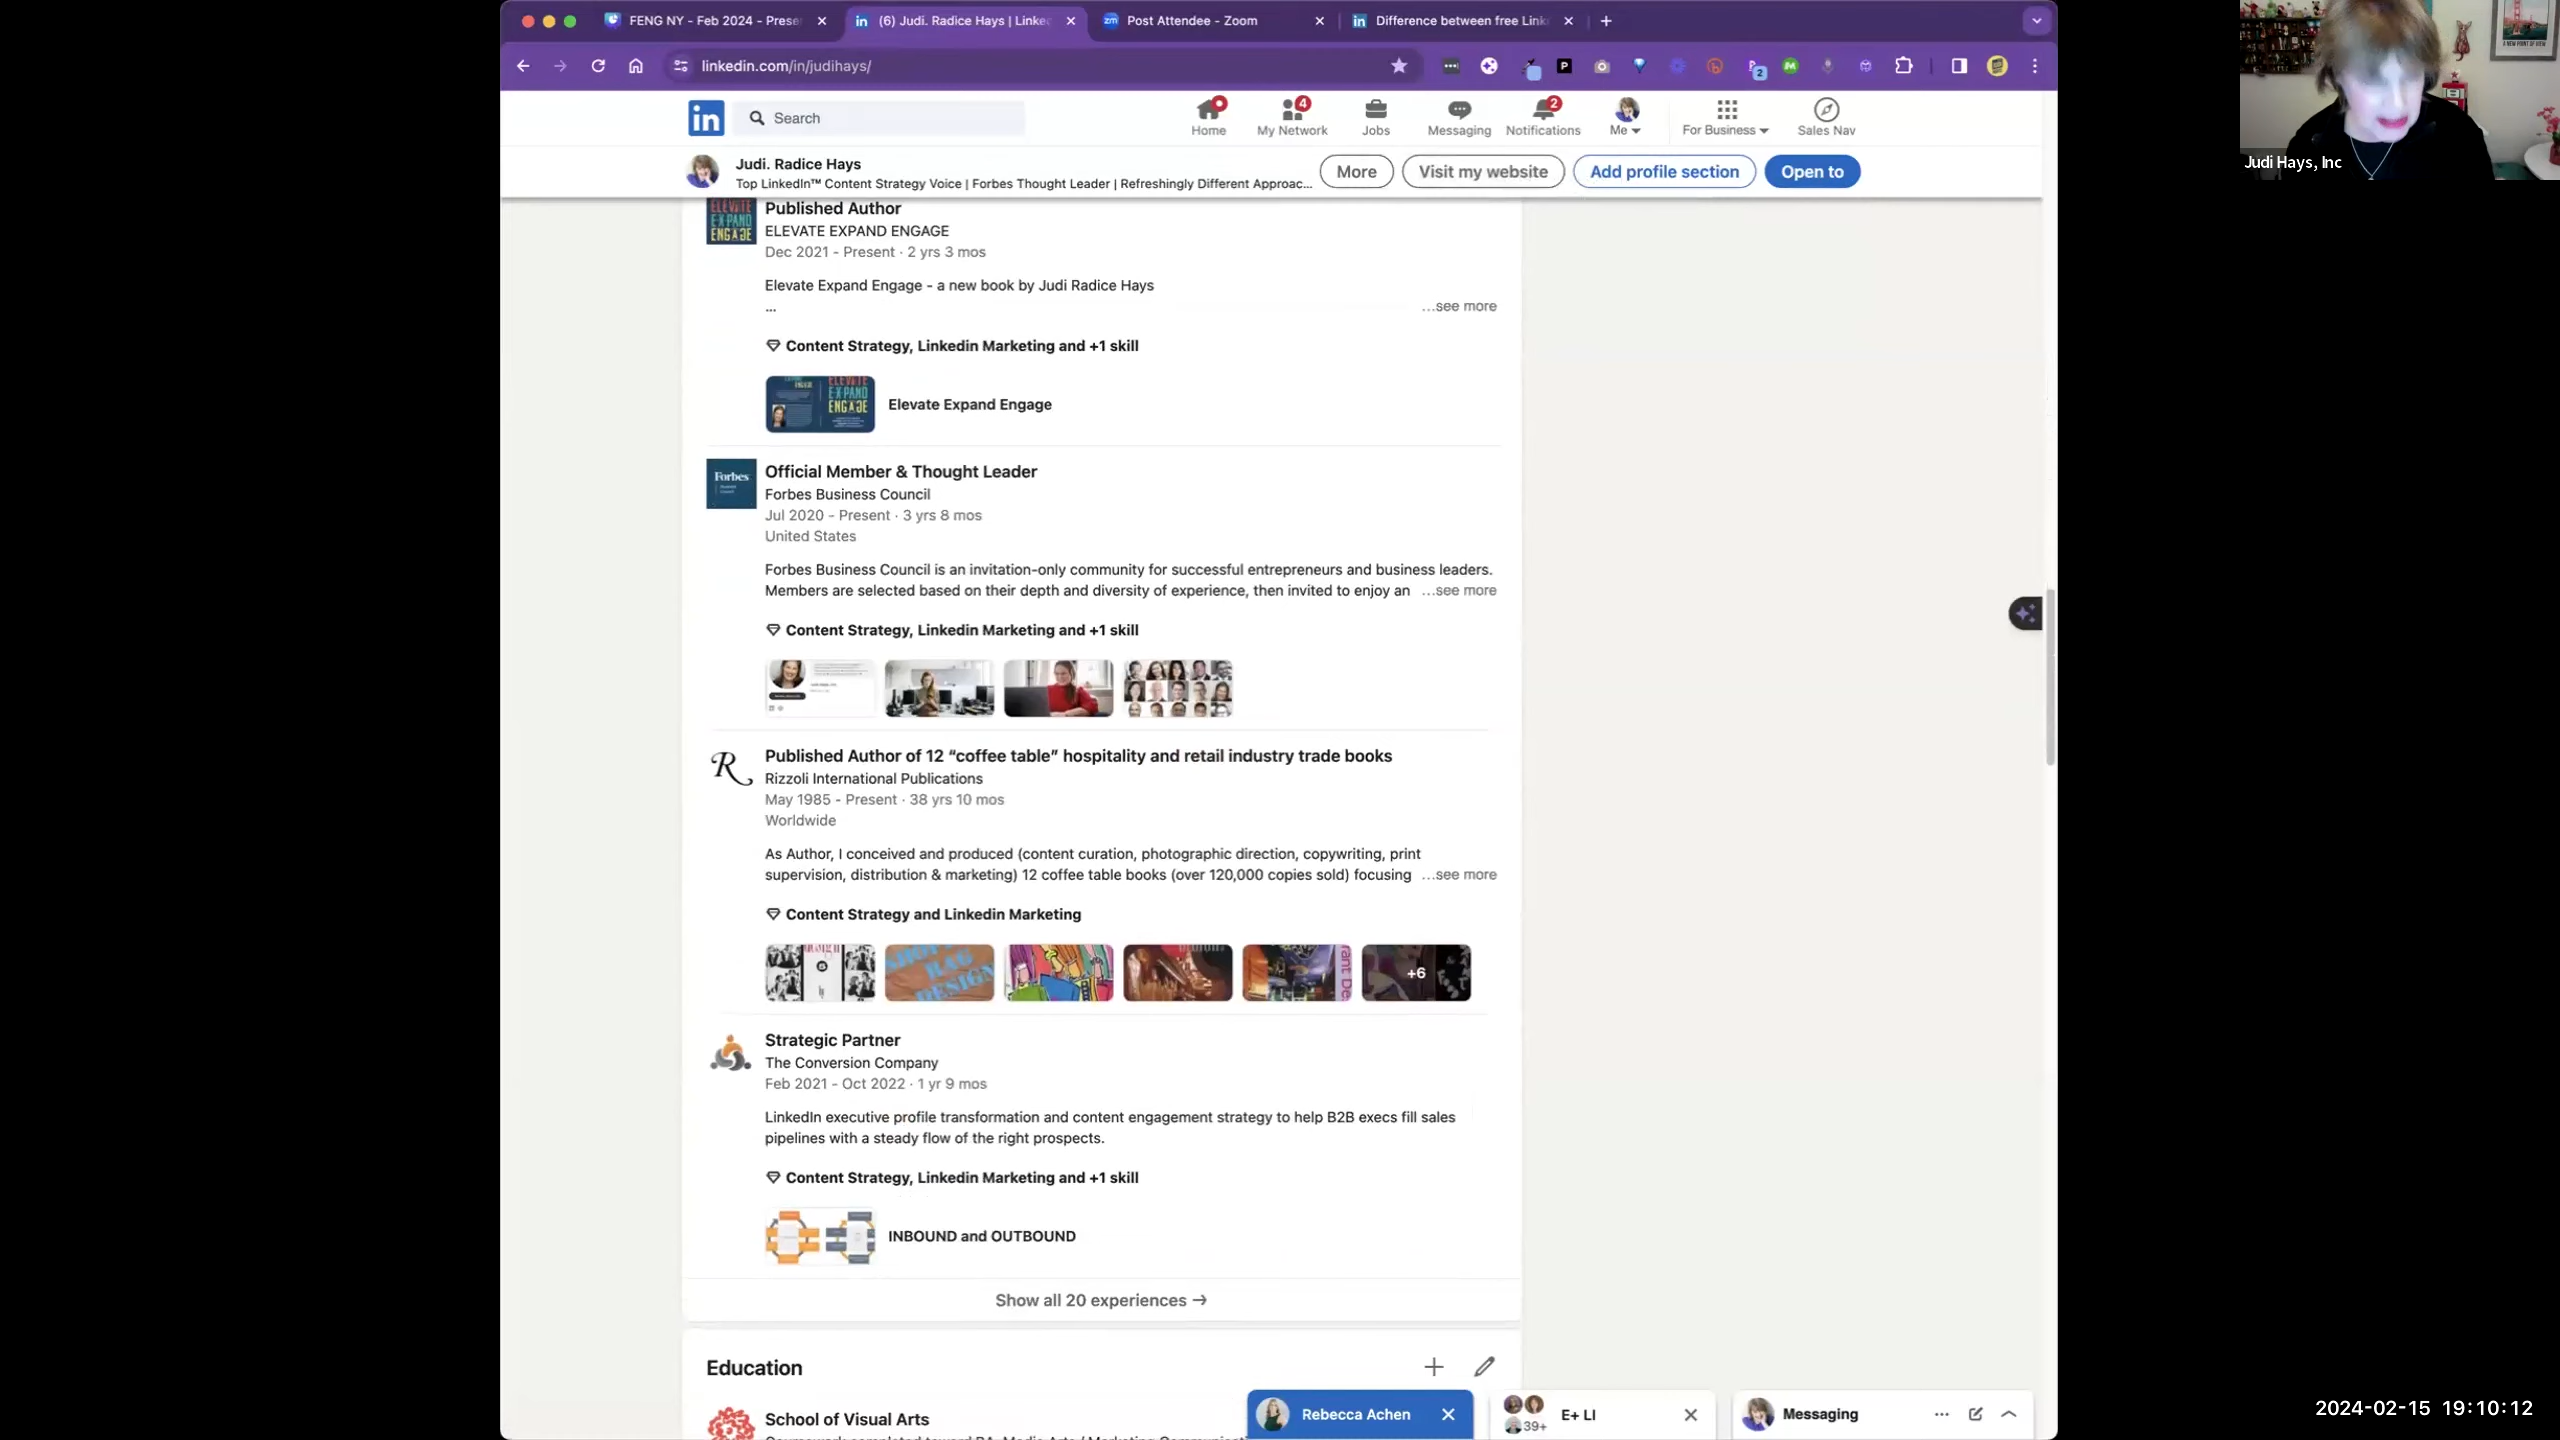 FENG NY - Feb 2024 - Prese
(6) Judi. Radice Hays | Linke
Post Attendee - Zoom
Difference between free Link
linkedin.com/in/judihays/
2
in
Search
Home
4
My Network
Jobs
Messaging
2
Notifications
Me
For Business
Sales Nav
Judi. Radice Hays
Top LinkedIn™ Content Strategy Voice | Forbes Thought Leader | Refreshingly Different Approac...
More
Visit my website
Add profile section
Open to
Judi Hays, Inc
ELEVATE
EXPAND
ENGAGE
Published Author
ELEVATE EXPAND ENGAGE
Dec 2021 - Present · 2 yrs 3 mos
Elevate Expand Engage - a new book by Judi Radice Hays
...
...see more
Content Strategy, Linkedin Marketing and +1 skill
Elevate Expand Engage
Forbes
Official Member & Thought Leader
Forbes Business Council
Jul 2020 - Present · 3 yrs 8 mos
United States
Forbes Business Council is an invitation-only community for successful entrepreneurs and business leaders.
Members are selected based on their depth and diversity of experience, then invited to enjoy an ...see more
Content Strategy, Linkedin Marketing and +1 skill
R
Published Author of 12 “coffee table” hospitality and retail industry trade books
Rizzoli International Publications
May 1985 - Present · 38 yrs 10 mos
Worldwide
As Author, I conceived and produced (content curation, photographic direction, copywriting, print
supervision, distribution & marketing) 12 coffee table books (over 120,000 copies sold) focusing ...see more
Content Strategy and Linkedin Marketing
+6
Strategic Partner
The Conversion Company
Feb 2021 - Oct 2022 · 1 yr 9 mos
LinkedIn executive profile transformation and content engagement strategy to help B2B execs fill sales
pipelines with a steady flow of the right prospects.
Content Strategy, Linkedin Marketing and +1 skill
INBOUND and OUTBOUND
Show all 20 experiences →
Education
School of Visual Arts
Rebecca Achen
39+
E+ LI
Messaging
2024-02-15 19:10:12